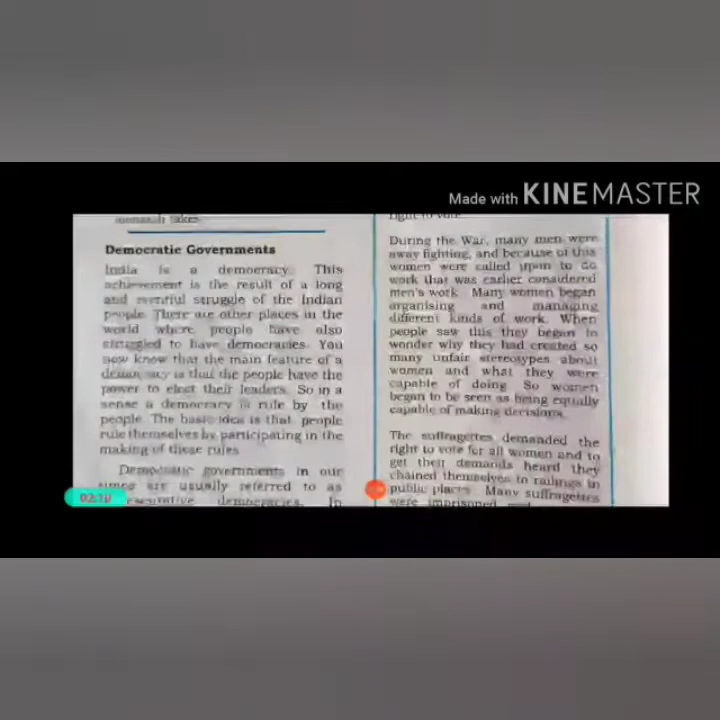 Made with KINEMASTER
monarch takes.
Democratic Governments
India is a democracy. This
achievement is the result of a long
and eventful struggle of the Indian
people. There are other places in the
world where people have also
struggled to have democracies. You
now know that the main feature of a
democracy is that the people have the
power to elect their leaders. So in a
sense a democracy is rule by the
people. The basic idea is that people
rule themselves by participating in the
making of these rules.
Democratic governments in our
times are usually referred to as
democracies. In
right to vote.
During the War, many men were
away fighting, and because of this
women were called upon to do
work that was earlier considered
men's work. Many women began
organising and managing
different kinds of work. When
people saw this they began to
wonder why they had created so
many unfair stereotypes about
women and what they were
capable of doing. So women
began to be seen as being equally
capable of making decisions.
The suffragettes demanded the
right to vote for all women and to
get their demands heard they
chained themselves to railings in
public places. Many suffragettes
were imprisoned